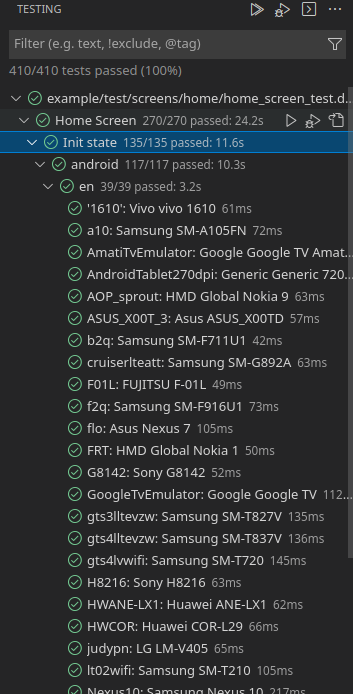 TESTING
Filter (e.g. text, !exclude, @tag)
410/410 tests passed (100%)
example/test/screens/home/home_screen_test.d...
Home Screen 270/270 passed: 24.2s
Init state 135/135 passed: 11.6s
android 117/117 passed: 10.3s
en 39/39 passed: 3.2s
'1610': Vivo vivo 1610 61ms
a10: Samsung SM-A105FN 72ms
AmatiTvEmulator: Google Google TV Amat...
AndroidTablet270dpi: Generic Generic 720...
AOP_sprout: HMD Global Nokia 9 63ms
ASUS_X00T_3: Asus ASUS_X00TD 57ms
b2q: Samsung SM-F711U1 42ms
cruiserlteatt: Samsung SM-G892A 63ms
F01L: FUJITSU F-01L 49ms
f2q: Samsung SM-F916U1 73ms
flo: Asus Nexus 7 105ms
FRT: HMD Global Nokia 1 50ms
G8142: Sony G8142 52ms
GoogleTvEmulator: Google Google TV 112...
gts3lltevzw: Samsung SM-T827V 135ms
gts4lltevzw: Samsung SM-T837V 136ms
gts4lvwifi: Samsung SM-T720 145ms
H8216: Sony H8216 63ms
HWANE-LX1: Huawei ANE-LX1 62ms
HWCOR: Huawei COR-L29 66ms
judypn: LG LM-V405 65ms
lt02wifi: Samsung SM-T210 105ms
Nexus10: Samsung Nexus 10 217ms